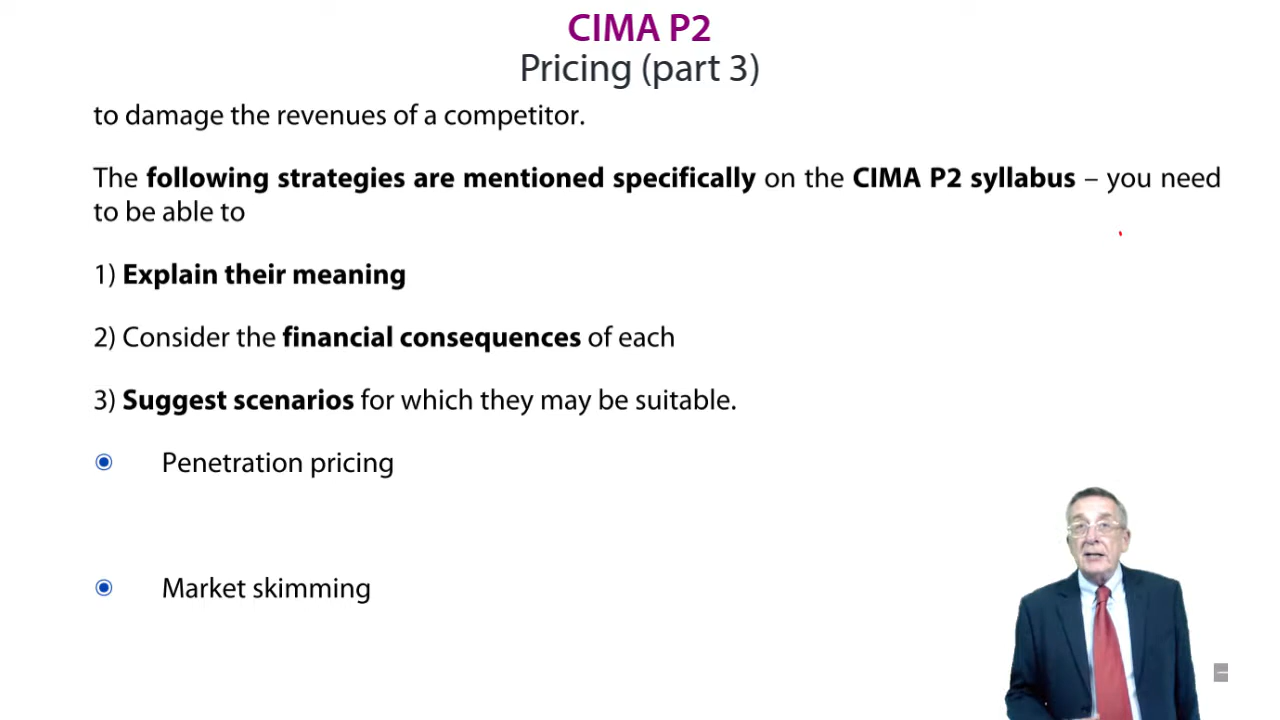 CIMA P2
Pricing (part 3)
to damage the revenues of a competitor.
The following strategies are mentioned specifically on the CIMA P2 syllabus – you need
to be able to
1) Explain their meaning
2) Consider the financial consequences of each
3) Suggest scenarios for which they may be suitable.
Penetration pricing
Market skimming